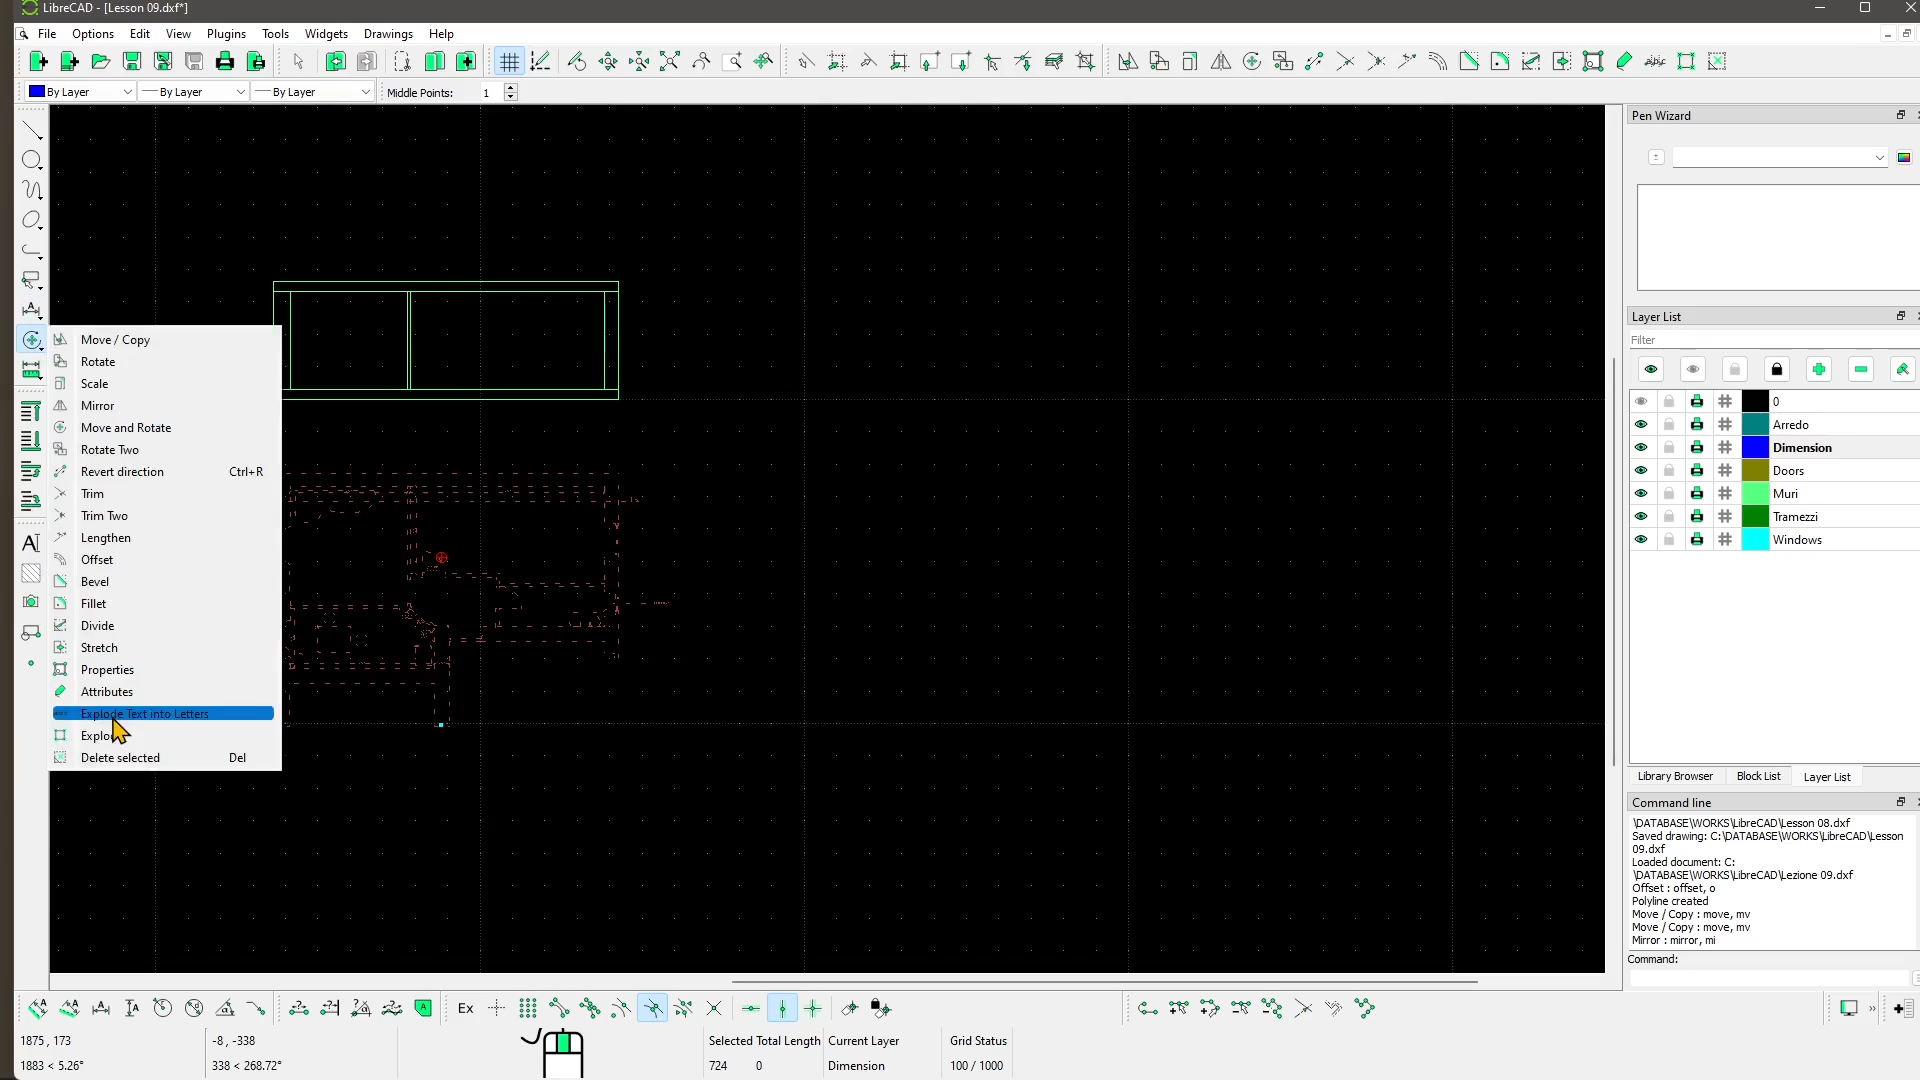 LibreCAD - [Lesson 09.dxf*]
File Options Edit View Plugins Tools Widgets Drawings Help
By Layer By Layer By Layer Middle Points: 1
Pen Wizard
Layer List
Filter
0
Arredo
Dimension
Doors
Muri
Tramezzi
Windows
Move / Copy
Rotate
Scale
Mirror
Move and Rotate
Rotate Two
Revert direction Ctrl+R
Trim
Trim Two
Lengthen
Offset
Bevel
Fillet
Divide
Stretch
Properties
Attributes
Explode Text into Letters
Delete selected Del
Library Browser Block List Layer List
Command line
\DATABASE\WORKS\LibreCAD\Lesson 08.dxf
Saved drawing: C:\DATABASE\WORKS\LibreCAD\Lesson
09.dxf
Loaded document: C:
\DATABASE\WORKS\LibreCAD\Lezione 09.dxf
Offset : offset, o
Polyline created
Move / Copy : move, mv
Move / Copy : move, mv
Mirror : mirror, mi
Command:
Ex
1875 , 173 -8 , -338 Selected Total Length Current Layer Grid Status
1883 < 5.26° 338 < 268.72° 724 0 Dimension 100 / 1000